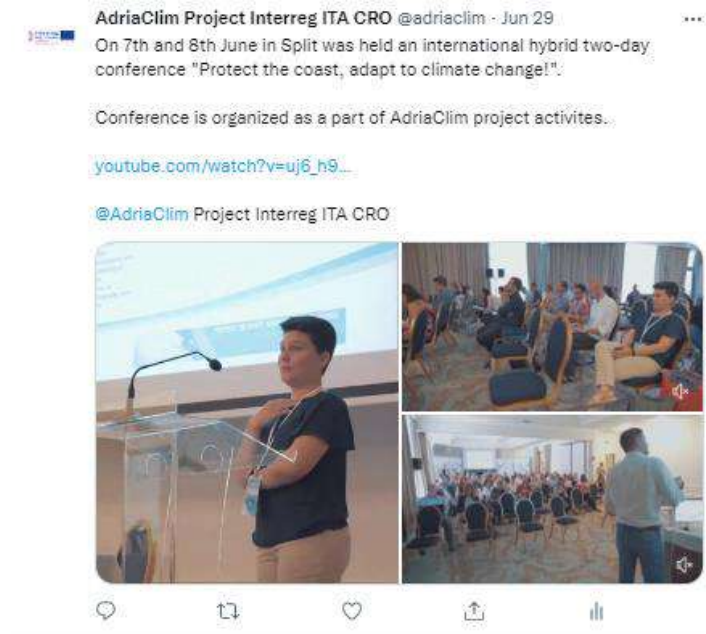 AdriaClim Project Interreg ITA CRO @adriaclim · Jun 29
On 7th and 8th June in Split was held an international hybrid two-day
conference "Protect the coast, adapt to climate change!".
Conference is organized as a part of AdriaClim project activites.
youtube.com/watch?v=uj6_h9...
@AdriaClim Project Interreg ITA CRO